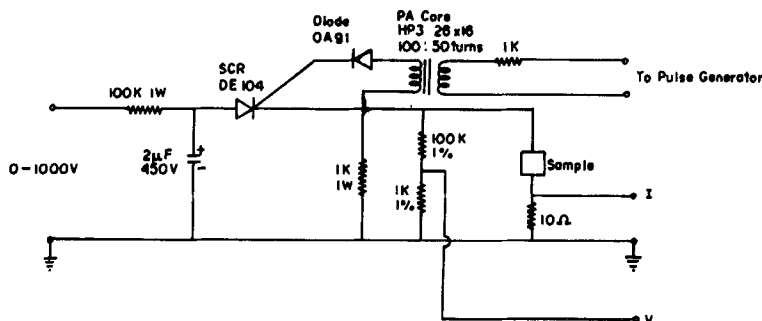 Diode
OA91
PA Core
HP3 26x16
100:50 turns
1K
To Pulse Generator
SCR
DE 104
100K 1W
2μF
450V
+
-
0-1000V
1K
1W
100K
1%
1K
1%
Sample
10Ω
I
V